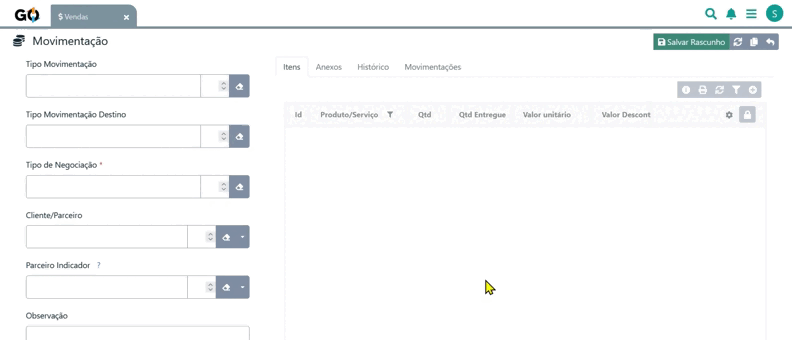 GO
$ Vendas ×
S
Movimentação
Salvar Rascunho
Tipo Movimentação
Itens Anexos Histórico Movimentações
Tipo Movimentação Destino
Id Produto/Serviço Qtd Qtd Entregue Valor unitário Valor Descont
Tipo de Negociação *
Cliente/Parceiro
Parceiro Indicador ?
Observação